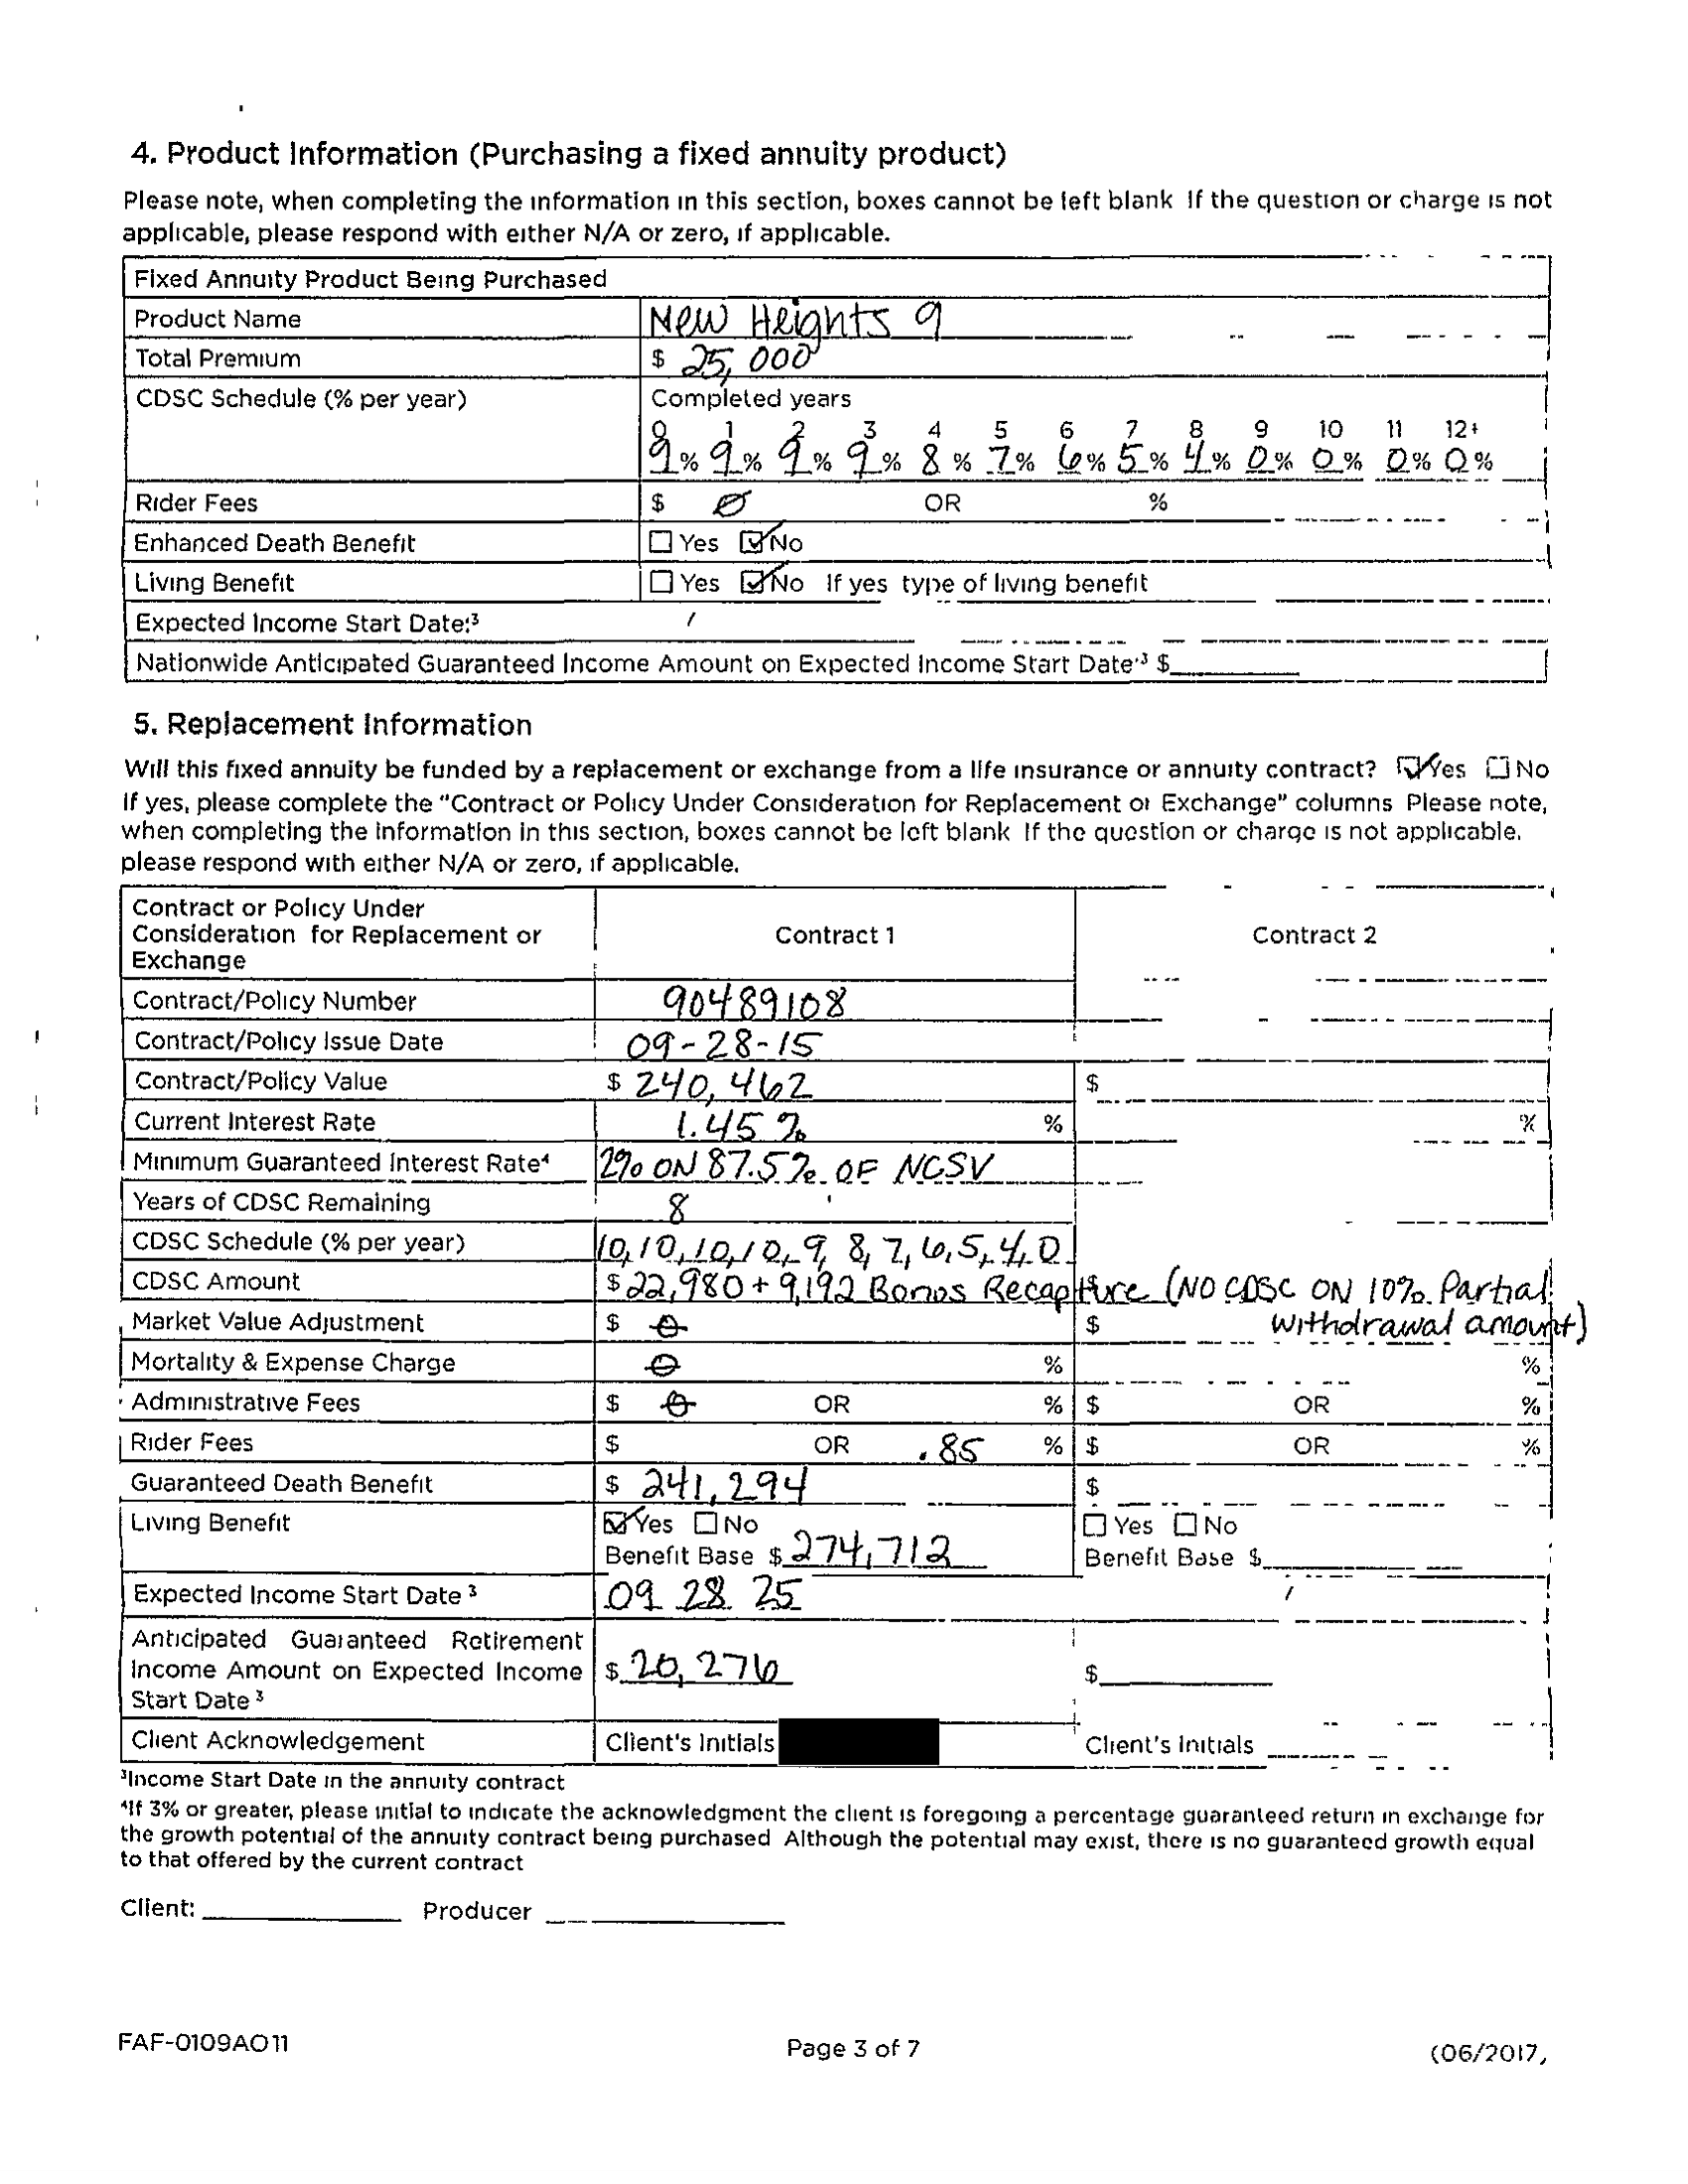 4. Product Information (Purchasing a fixed annuity product)
Please note, when completing the information in this section, boxes cannot be left blank If the question or charge is not
applicable, please respond with either N/A or zero, if applicable.
Fixed Annuity Product Being Purchased
Product Name New Heights 9
Total Premium $ 25,000
CDSC Schedule (% per year) Completed years
0 1 2 3 4 5 6 7 8 9 10 11 12+
9% 9% 9% 9% 8% 7% 6% 5% 4% 0% 0% 0% 0%
Rider Fees $ Ø OR %
Enhanced Death Benefit ☐ Yes ☑ No
Living Benefit ☐ Yes ☑ No If yes type of living benefit
Expected Income Start Date:³ /
Nationwide Anticipated Guaranteed Income Amount on Expected Income Start Date·³ $
5. Replacement Information
Will this fixed annuity be funded by a replacement or exchange from a life insurance or annuity contract? ☑ Yes ☐ No
If yes, please complete the "Contract or Policy Under Consideration for Replacement or Exchange" columns Please note,
when completing the information in this section, boxes cannot be left blank If the question or charge is not applicable,
please respond with either N/A or zero, if applicable.
Contract or Policy Under
Consideration for Replacement or
Exchange
Contract 1 Contract 2
Contract/Policy Number 90489108
Contract/Policy Issue Date 09-28-15
Contract/Policy Value $ 240,462 $
Current Interest Rate 1.45% % %
Minimum Guaranteed Interest Rate⁴ 2% ON 87.5% OF NCSV
Years of CDSC Remaining 8
CDSC Schedule (% per year) 10,10,10,10,9,8,7,6,5,4,0
CDSC Amount $ 22,980 + 9,192 Bonus Recapture $ (NO CDSC ON 10% Partial
withdrawal amount)
Market Value Adjustment $ Ø $
Mortality & Expense Charge Ø % %
Administrative Fees $ Ø OR % $ OR %
Rider Fees $ OR .85 % $ OR %
Guaranteed Death Benefit $ 241,294 $
Living Benefit ☑ Yes ☐ No ☐ Yes ☐ No
Benefit Base $ 274,712 Benefit Base $
Expected Income Start Date ³ 09 28 25 /
Anticipated Guaranteed Retirement
Income Amount on Expected Income $ 20,276 $
Start Date ³
Client Acknowledgement Client's Initials Client's Initials
³Income Start Date in the annuity contract
⁴If 3% or greater, please initial to indicate the acknowledgment the client is foregoing a percentage guaranteed return in exchange for
the growth potential of the annuity contract being purchased Although the potential may exist, there is no guaranteed growth equal
to that offered by the current contract
Client: Producer
FAF-0109AO11 Page 3 of 7 (06/2017)